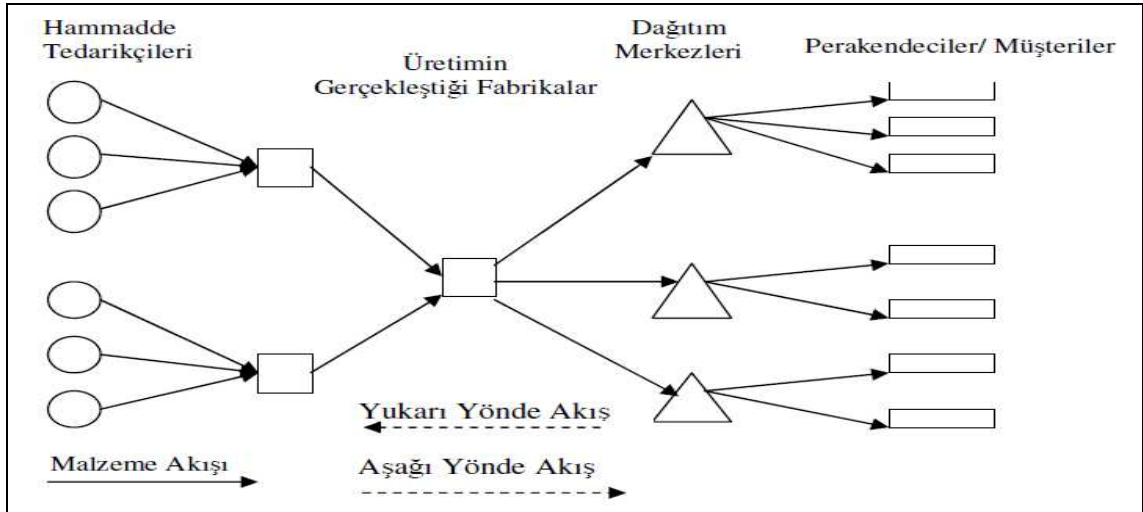 Hammadde
Tedarikçileri
Üretimin
Gerçekleştiği Fabrikalar
Dağıtım
Merkezleri
Perakendeciler/ Müşteriler
Yukarı Yönde Akış
Malzeme Akışı
Aşağı Yönde Akış